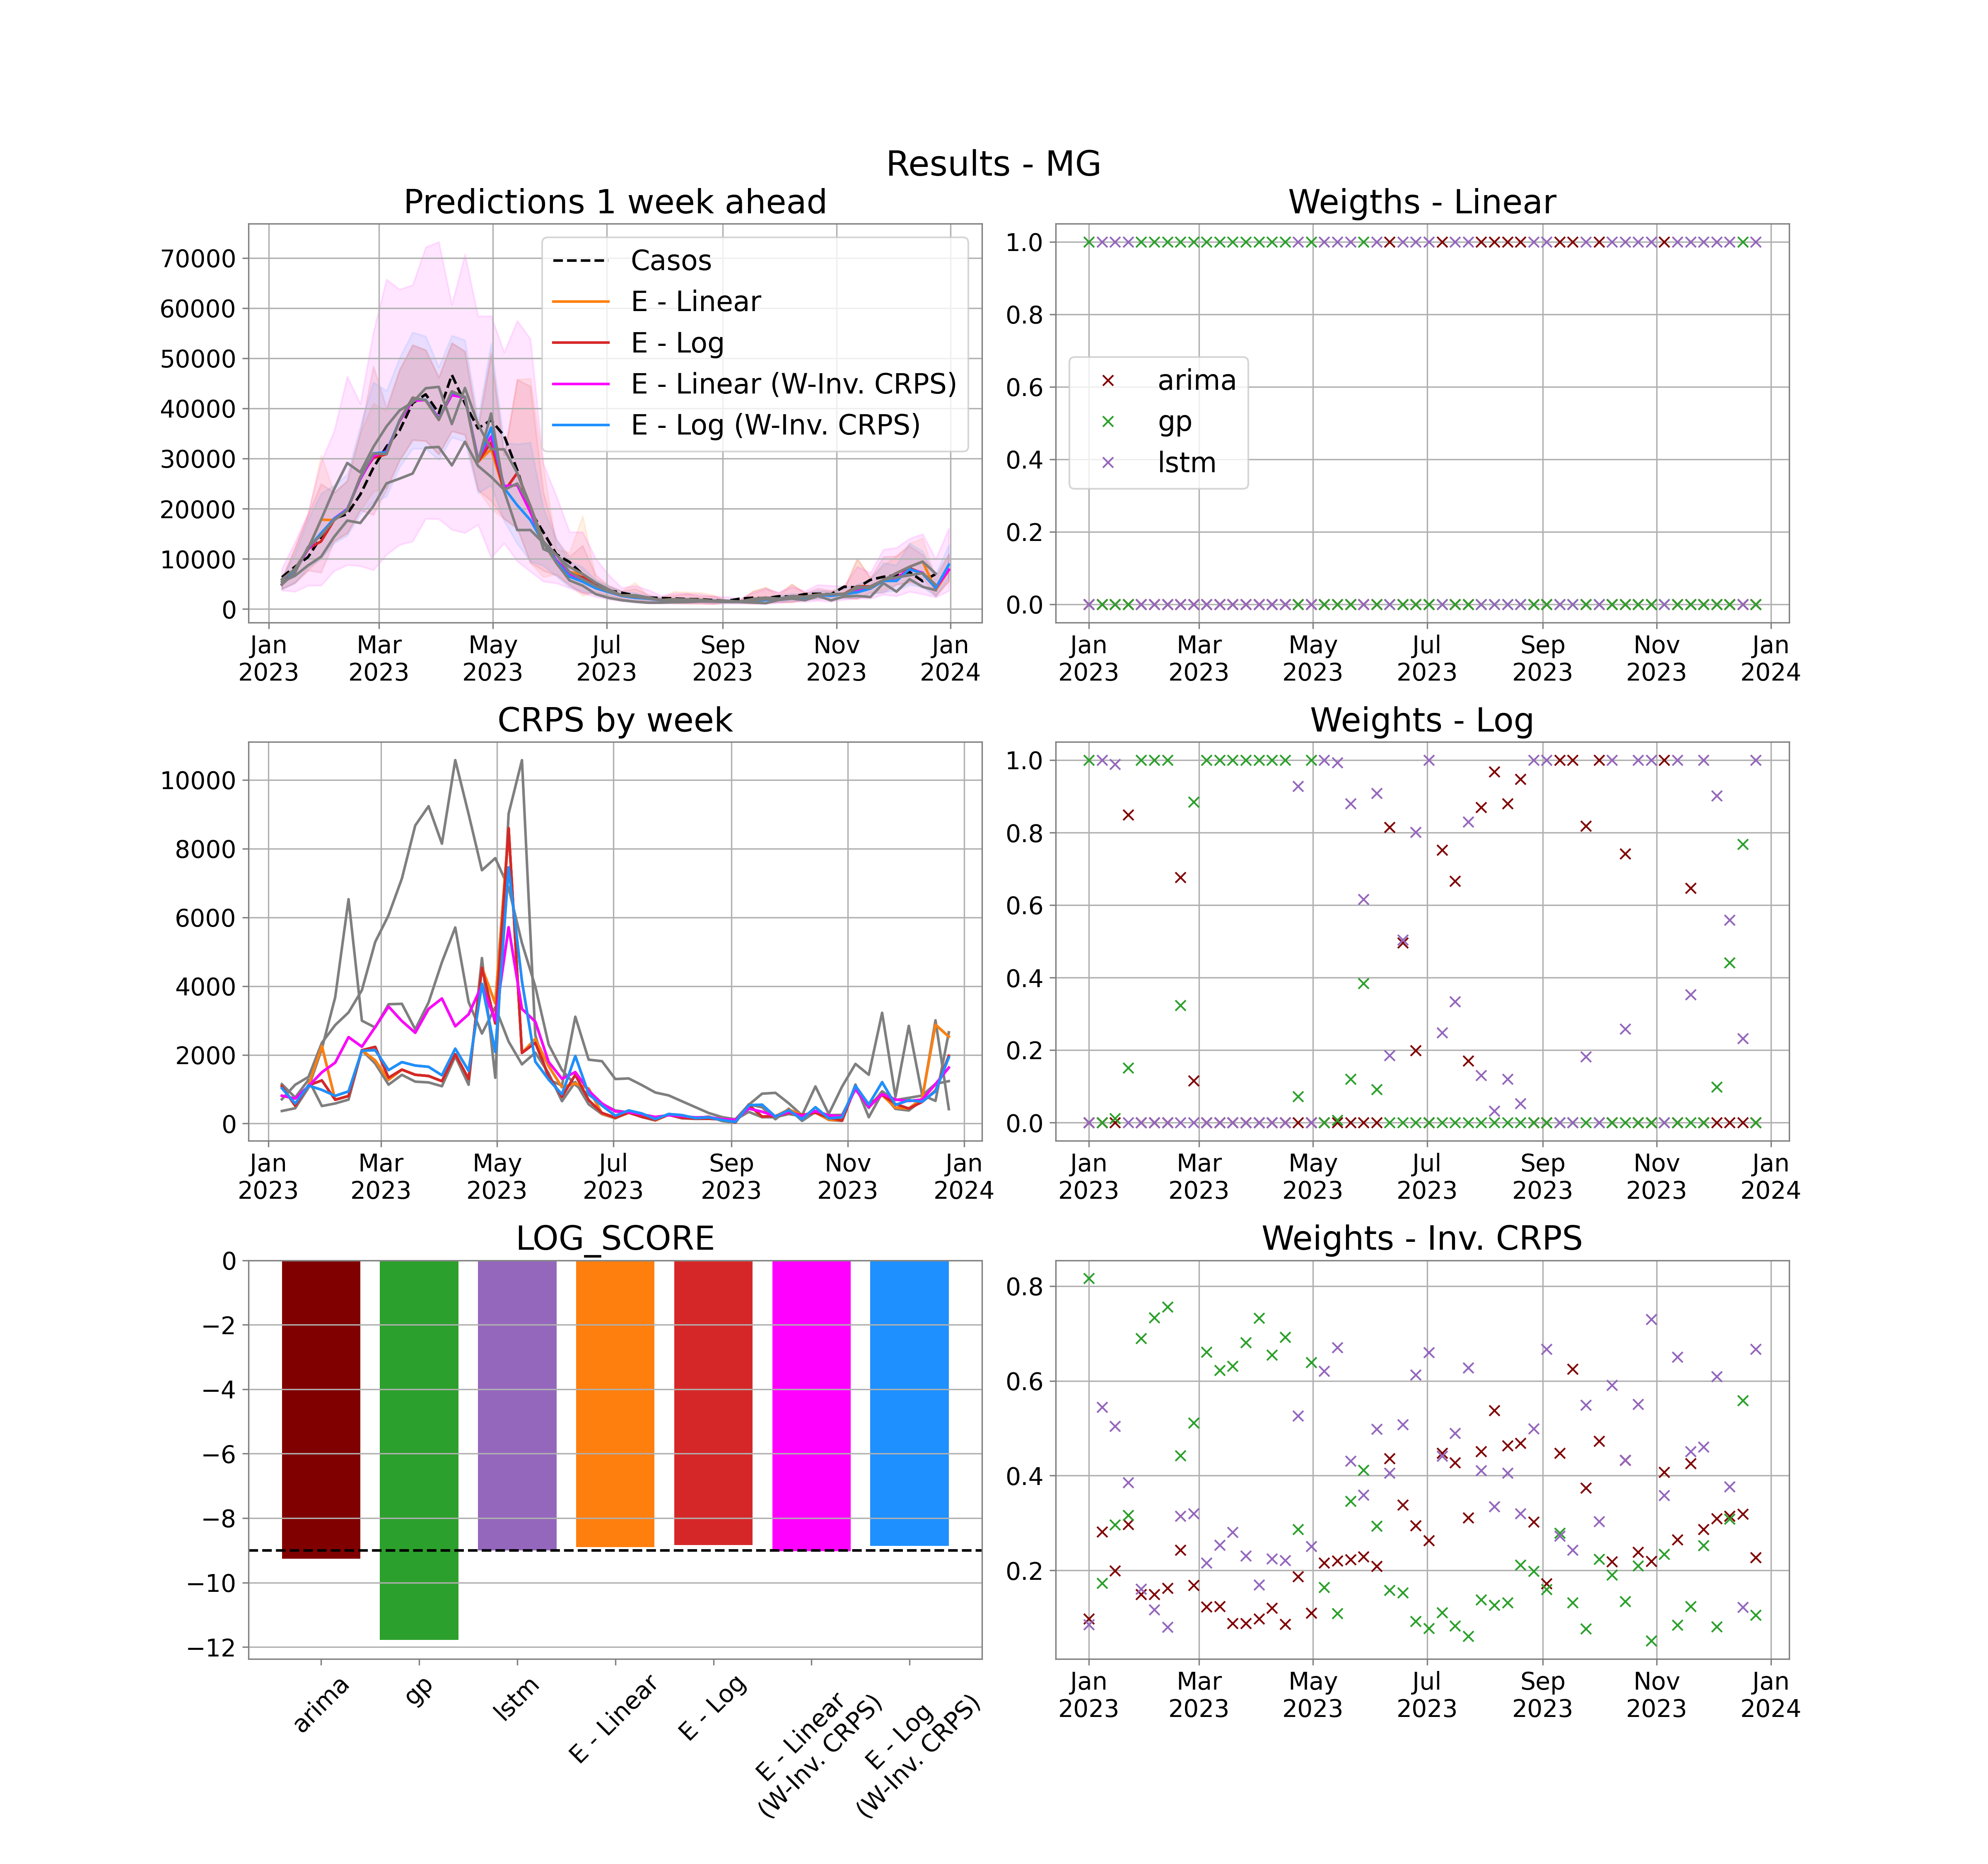 Results - MG
Predictions 1 week ahead
70000
60000
50000
40000
30000
20000
10000
0
Casos
E - Linear
E - Log
E - Linear (W-Inv. CRPS)
E - Log (W-Inv. CRPS)
Jan Mar May Jul Sep Nov Jan
2023 2023 2023 2023 2023 2023 2024
Weigths - Linear
1.0
0.8
0.6
0.4
0.2
0.0
arima
gp
lstm
Jan Mar May Jul Sep Nov Jan
2023 2023 2023 2023 2023 2023 2024
CRPS by week
10000
8000
6000
4000
2000
0
Jan Mar May Jul Sep Nov Jan
2023 2023 2023 2023 2023 2023 2024
Weights - Log
1.0
0.8
0.6
0.4
0.2
0.0
Jan Mar May Jul Sep Nov Jan
2023 2023 2023 2023 2023 2023 2024
LOG_SCORE
0
−2
−4
−6
−8
−10
−12
arima
gp
lstm
E - Linear
E - Log
E - Linear
(W-Inv. CRPS)
E - Log
(W-Inv. CRPS)
Weights - Inv. CRPS
0.8
0.6
0.4
0.2
Jan Mar May Jul Sep Nov Jan
2023 2023 2023 2023 2023 2023 2024